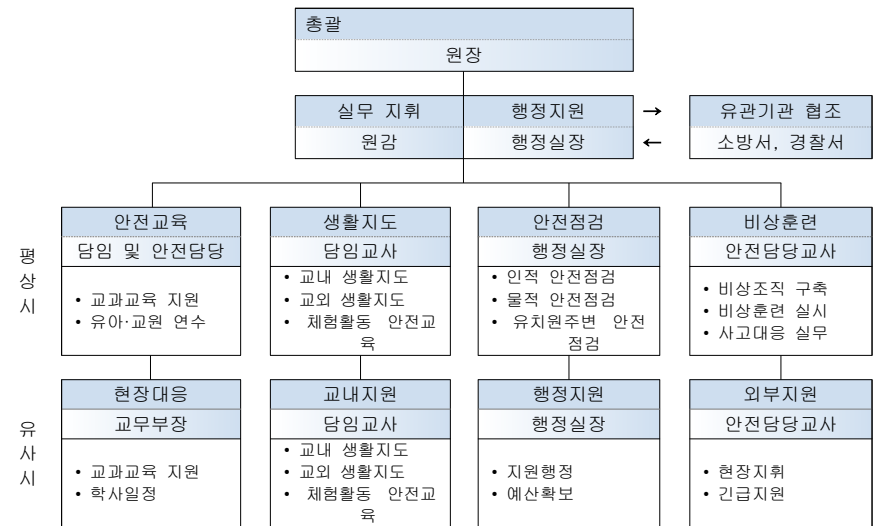 총괄
원장
실무 지휘
행정지원
→
유관기관 협조
원감
행정실장
←
소방서, 경찰서
평
상
시
안전교육
담임 및 안전담당
• 교과교육 지원
• 유아·교원 연수
생활지도
담임교사
• 교내 생활지도
• 교외 생활지도
• 체험활동 안전교
육
안전점검
행정실장
• 인적 안전점검
• 물적 안전점검
• 유치원주변 안전
점검
비상훈련
안전담당교사
• 비상조직 구축
• 비상훈련 실시
• 사고대응 실무
유
사
시
현장대응
교무부장
• 교과교육 지원
• 학사일정
교내지원
담임교사
• 교내 생활지도
• 교외 생활지도
• 체험활동 안전교
육
행정지원
행정실장
• 지원행정
• 예산확보
외부지원
안전담당교사
• 현장지휘
• 긴급지원